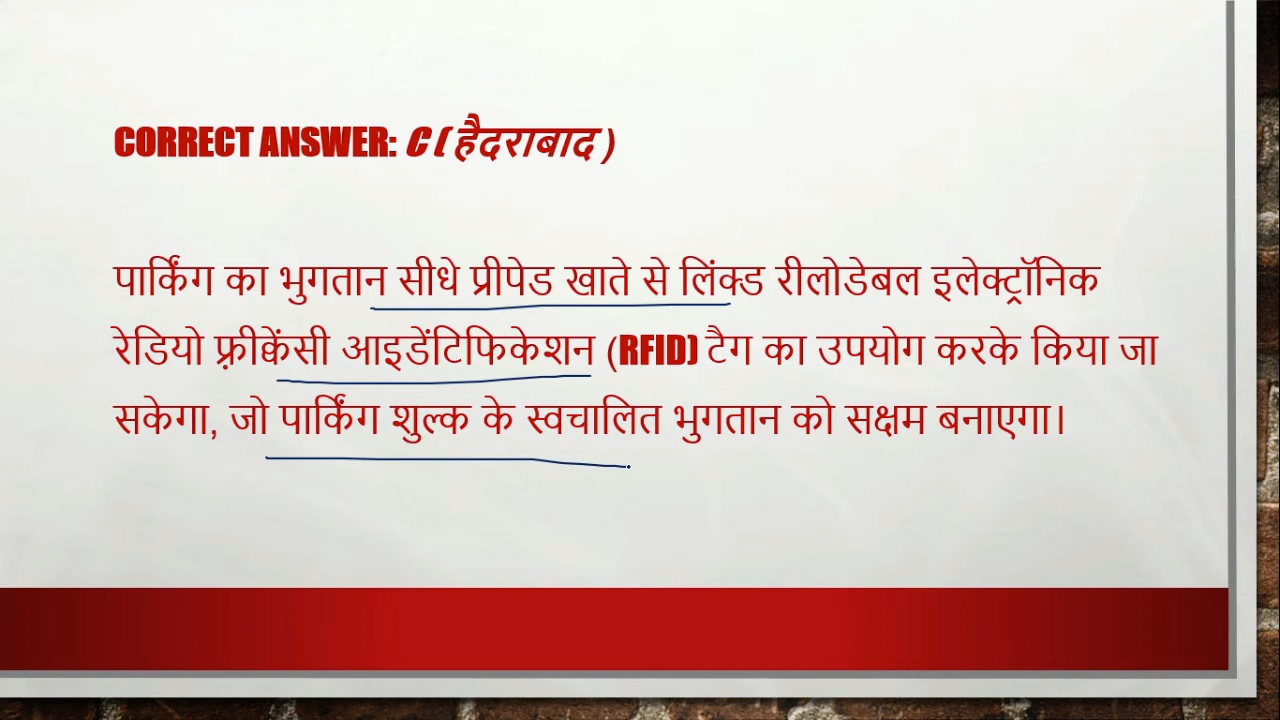 CORRECT ANSWER: C ( हैदराबाद )
पार्किंग का भुगतान सीधे प्रीपेड खाते से लिंक्ड रीलोडेबल इलेक्ट्रॉनिक
रेडियो फ़्रीक्वेंसी आइडेंटिफिकेशन (RFID) टैग का उपयोग करके किया जा
सकेगा, जो पार्किंग शुल्क के स्वचालित भुगतान को सक्षम बनाएगा।